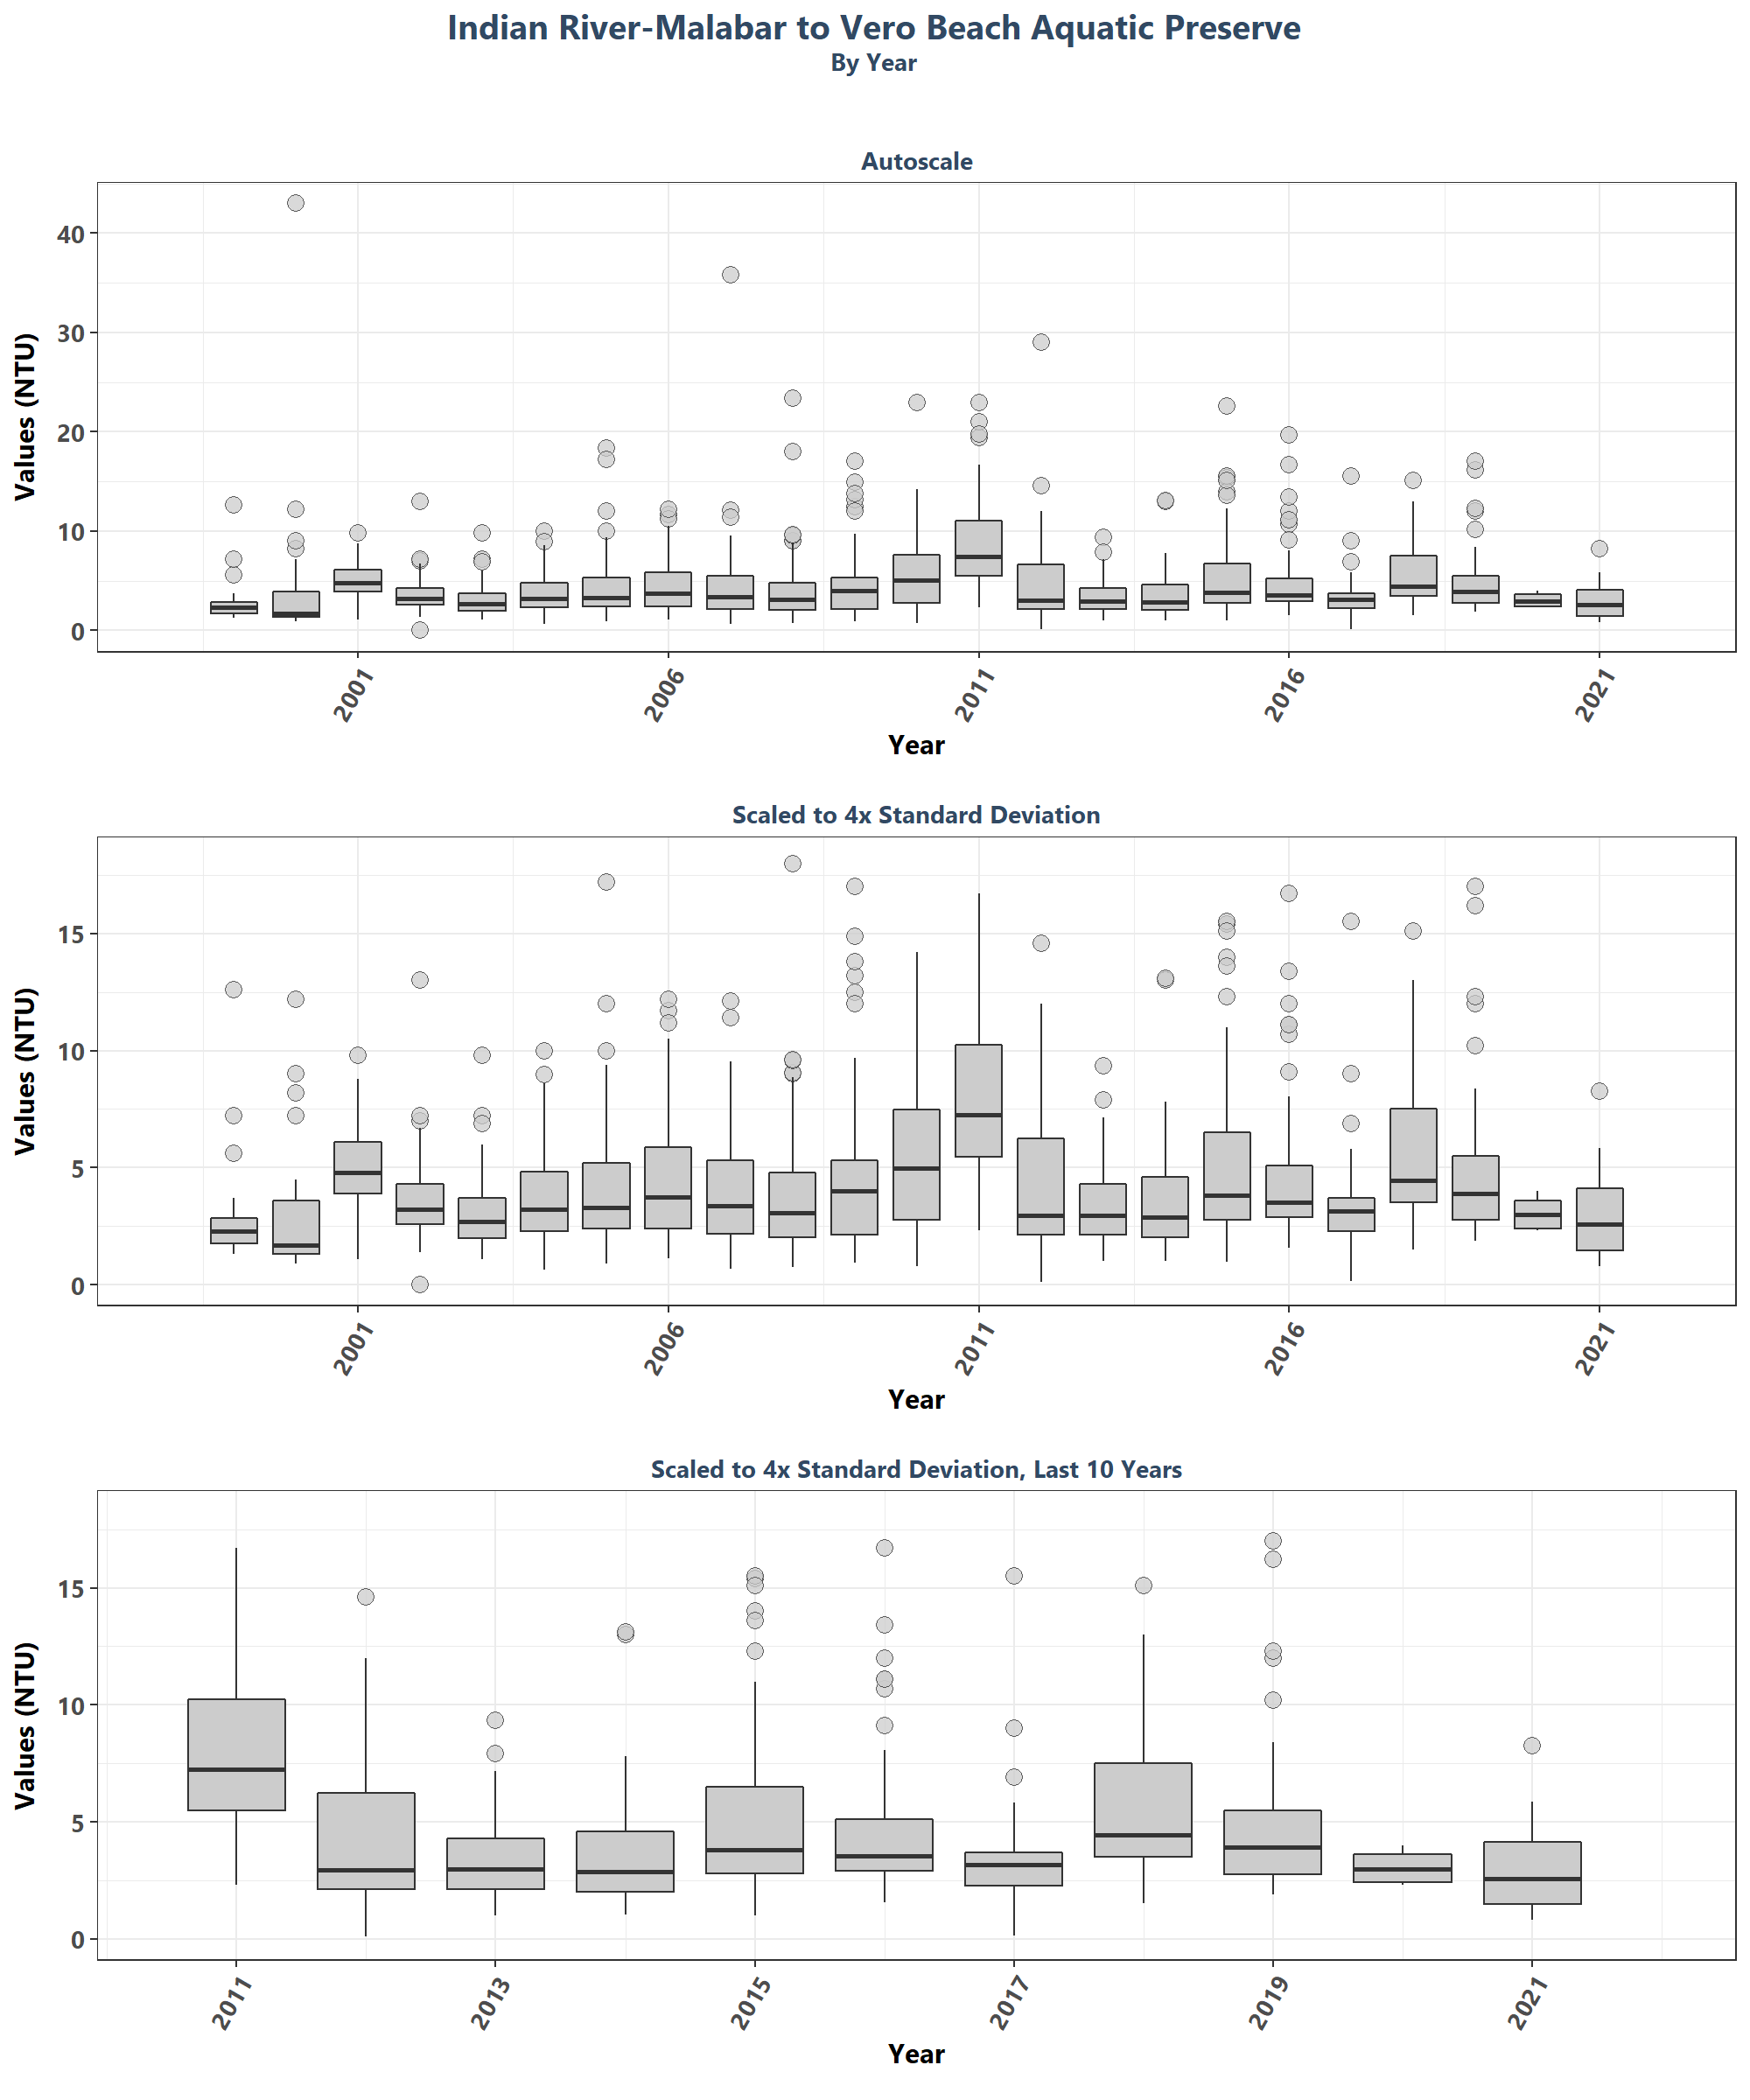 Indian River-Malabar to Vero Beach Aquatic Preserve
By Year
Autoscale
Values (NTU)
40
30
20
10
0
2001
2006
2011
2016
2021
Year
Scaled to 4x Standard Deviation
Values (NTU)
15
10
5
0
2001
2006
2011
2016
2021
Year
Scaled to 4x Standard Deviation, Last 10 Years
Values (NTU)
15
10
5
0
2011
2013
2015
2017
2019
2021
Year